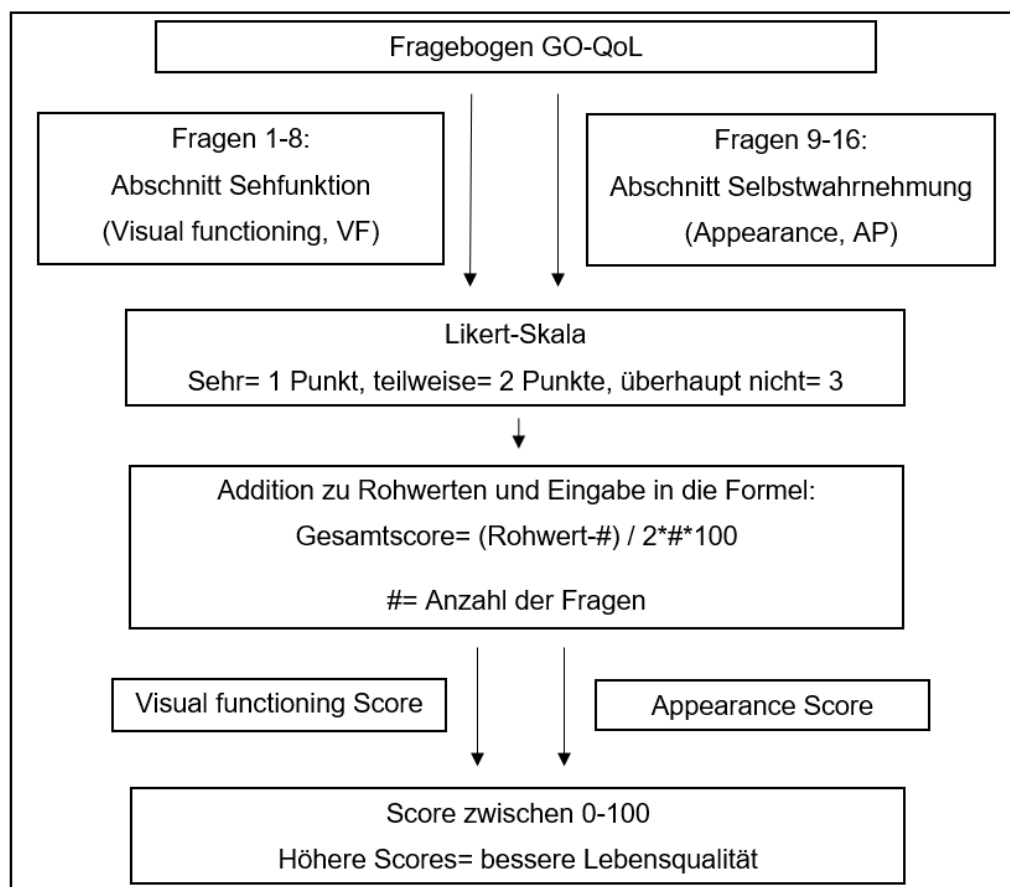 Fragebogen GO-QoL
Fragen 1-8:
Abschnitt Sehfunktion
(Visual functioning, VF)
Fragen 9-16:
Abschnitt Selbstwahrnehmung
(Appearance, AP)
Likert-Skala
Sehr= 1 Punkt, teilweise= 2 Punkte, überhaupt nicht= 3
Addition zu Rohwerten und Eingabe in die Formel:
Gesamtscore= (Rohwert-#) / 2*#*100
#= Anzahl der Fragen
Visual functioning Score
Appearance Score
Score zwischen 0-100
Höhere Scores= bessere Lebensqualität